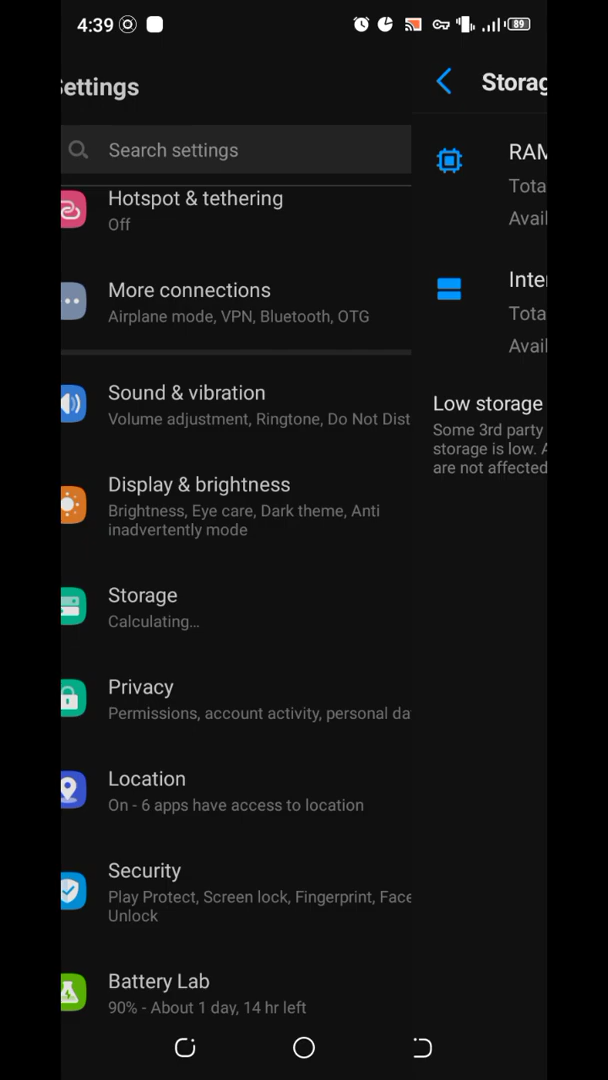 4:39
89
Settings
Search settings
Hotspot & tethering
Off
More connections
Airplane mode, VPN, Bluetooth, OTG
Sound & vibration
Volume adjustment, Ringtone, Do Not Dist
Display & brightness
Brightness, Eye care, Dark theme, Anti
inadvertently mode
Storage
Calculating…
Privacy
Permissions, account activity, personal da
Location
On - 6 apps have access to location
Security
Play Protect, Screen lock, Fingerprint, Face
Unlock
Battery Lab
90% - About 1 day, 14 hr left
Storag
RAM
Tota
Avail
Inter
Tota
Avail
Low storage
Some 3rd party
storage is low. A
are not affected